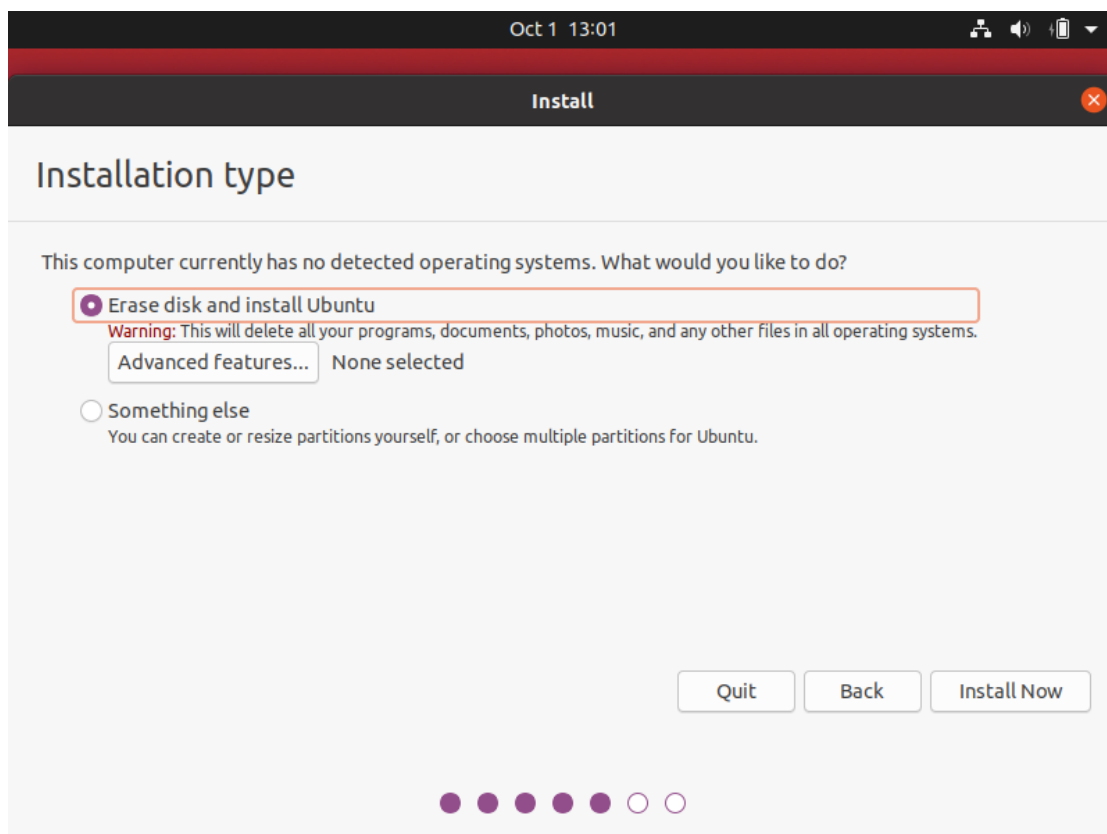 Oct 1 13:01
Install
Installation type
This computer currently has no detected operating systems. What would you like to do?
Erase disk and install Ubuntu
Warning: This will delete all your programs, documents, photos, music, and any other files in all operating systems.
Advanced features... None selected
Something else
You can create or resize partitions yourself, or choose multiple partitions for Ubuntu.
Quit Back Install Now